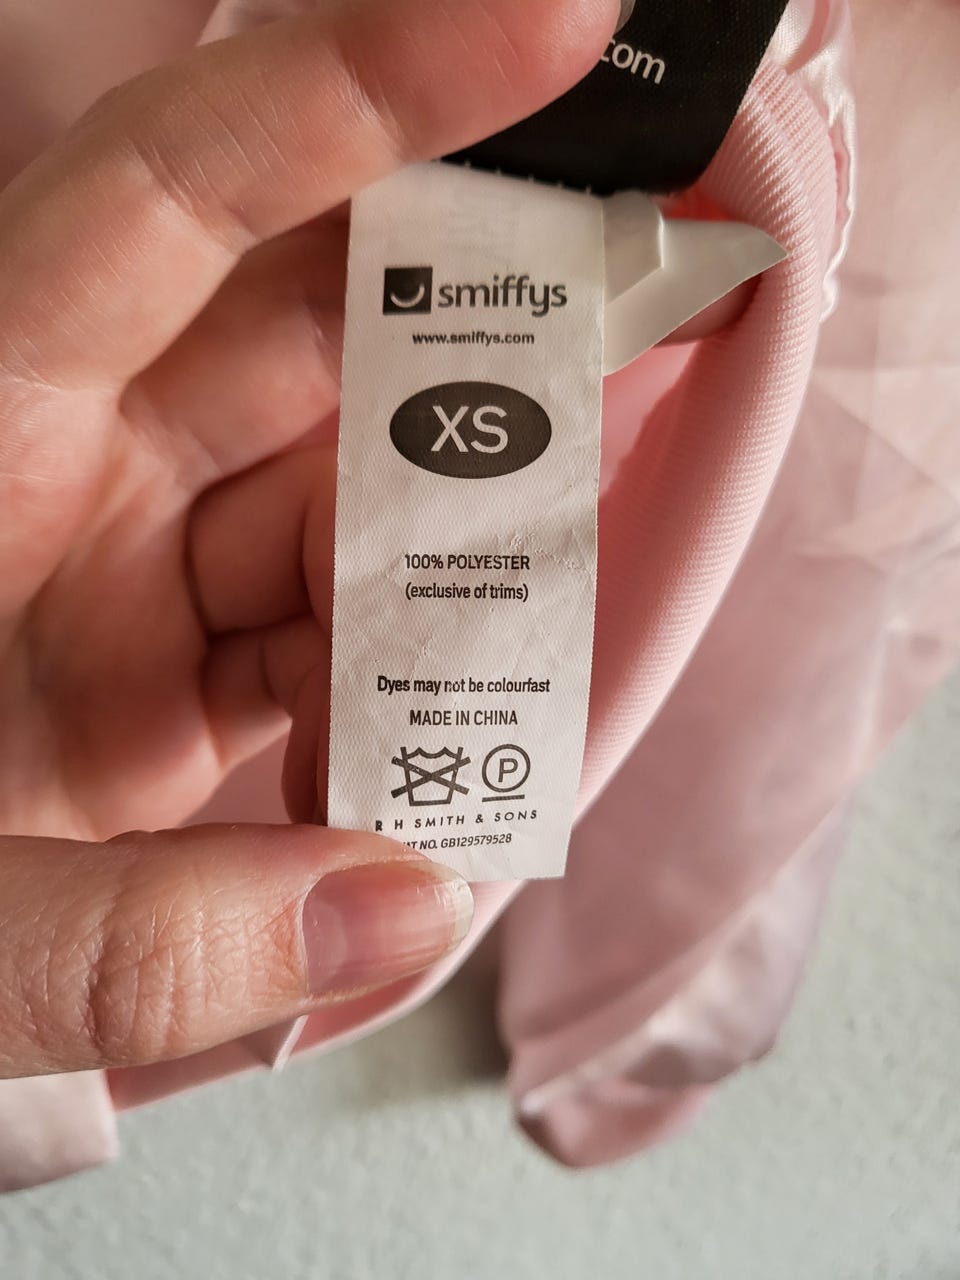 .com
smiffys
www.smiffys.com
XS
100% POLYESTER
(exclusive of trims)
Dyes may not be colourfast
MADE IN CHINA
P
R H SMITH & SONS
NO. GB129579528